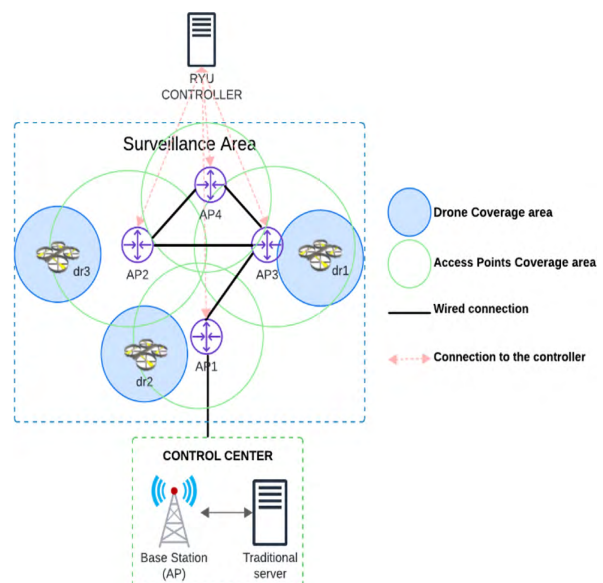 RYU
CONTROLLER
Surveillance Area
AP4
AP2
AP3
dr3
dr1
AP1
dr2
Drone Coverage area
Access Points Coverage area
Wired connection
Connection to the controller
CONTROL CENTER
Base Station
(AP)
Traditional
server